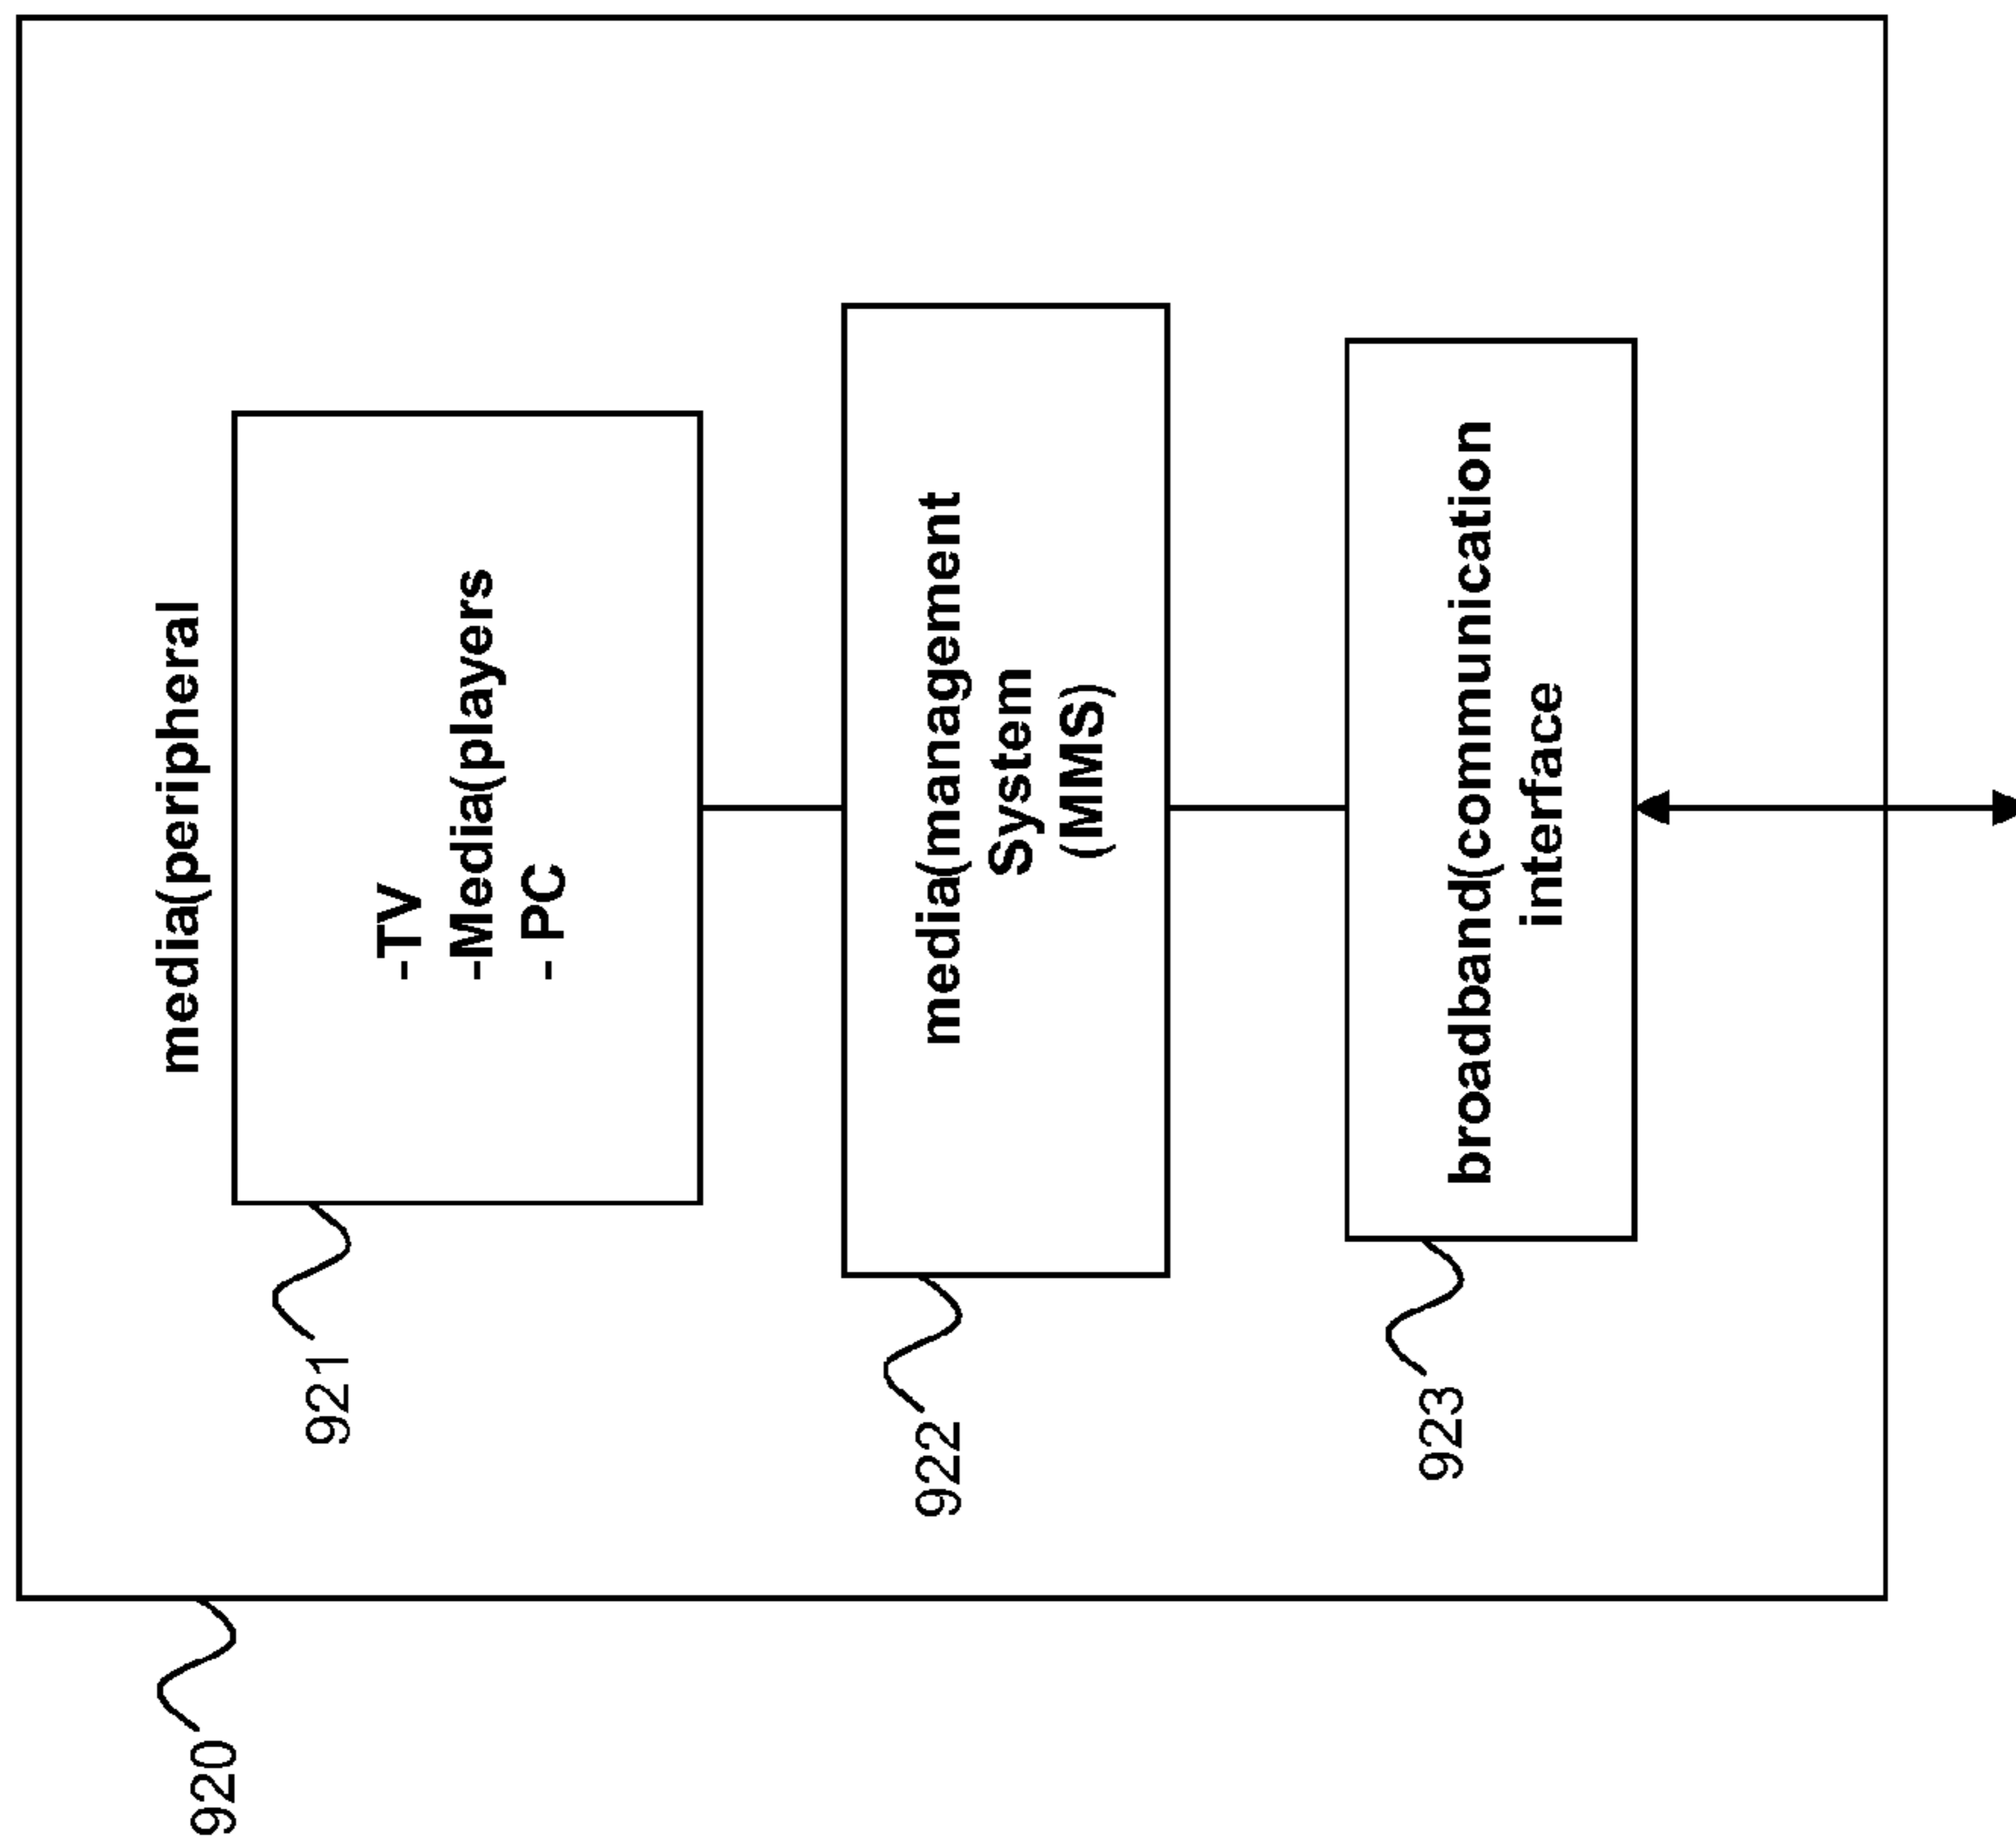 media(peripheral
-TV
-Media(players
- PC
921
media(management
System
(MMS)
922
broadband(communication
interface
923
920